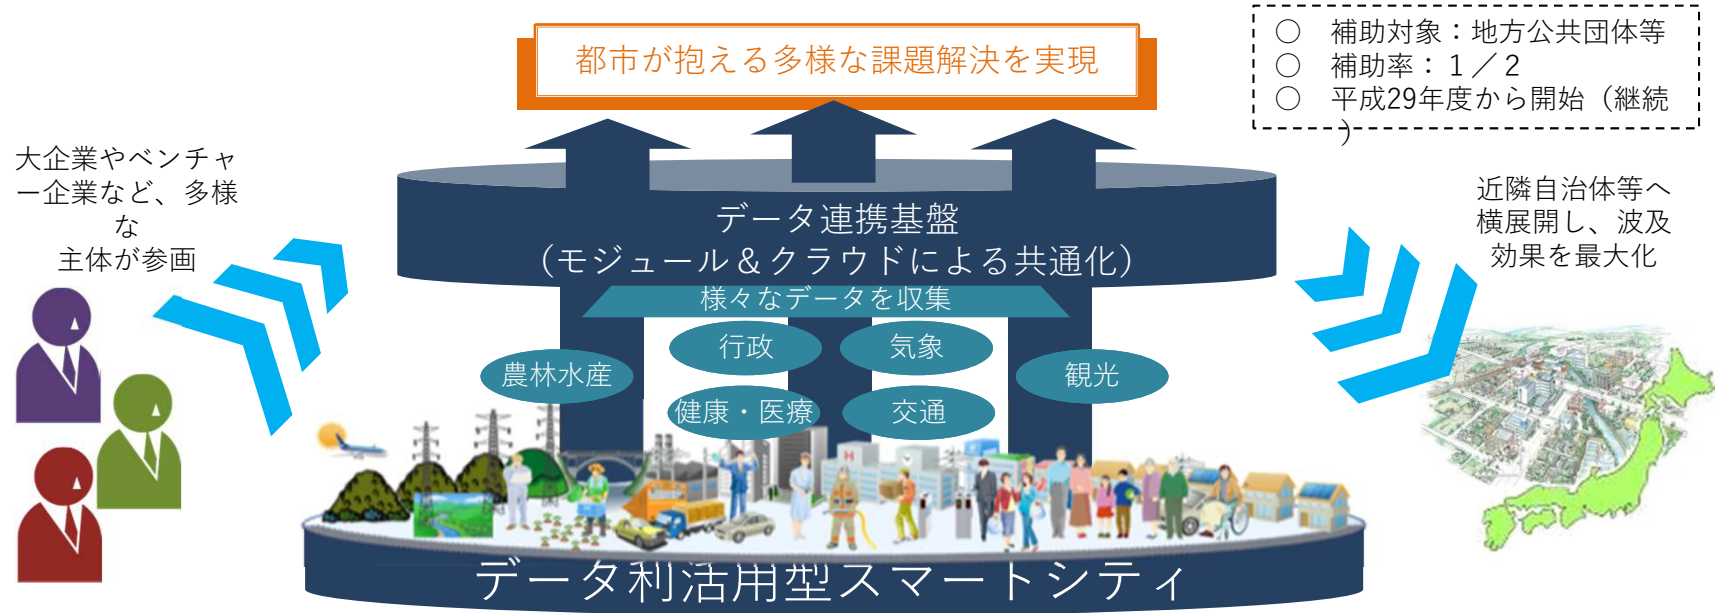 都市が抱える多様な課題解決を実現
○　補助対象：地方公共団体等
○　補助率：１／２
○　平成29年度から開始（継続
）
大企業やベンチャ
ー企業など、多様
な
主体が参画
データ連携基盤
（モジュール＆クラウドによる共通化）
近隣自治体等へ
横展開し、波及
効果を最大化
様々なデータを収集
行政
気象
農林水産
観光
健康・医療
交通
データ利活用型スマートシティ